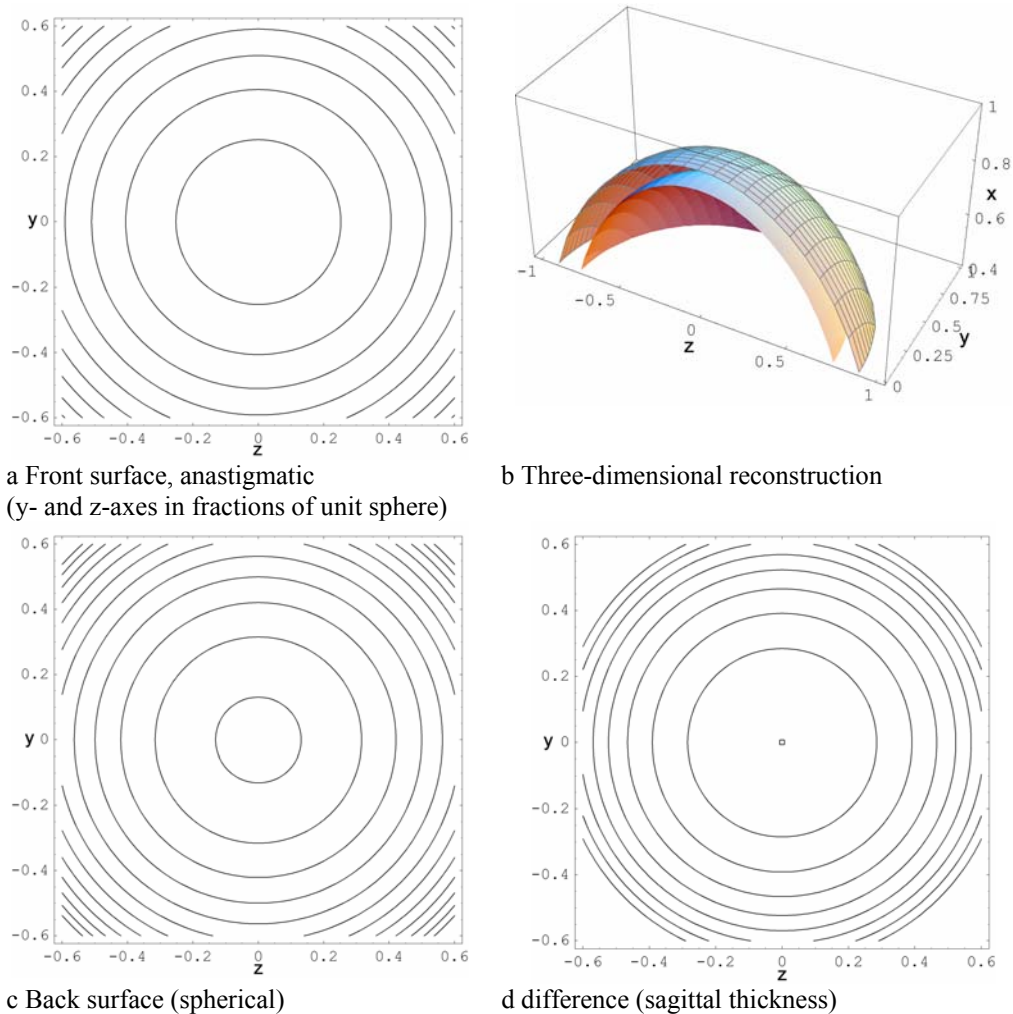 0.6
0.4
0.2
y 0
-0.2
-0.4
-0.6
-0.6 -0.4 -0.2 0 0.2 0.4 0.6
z
1
0.8
x
0.6
0.4
1
0.75
0.5
y
0.25
0
-1
-0.5
0
z
0.5
1
a Front surface, anastigmatic
(y- and z-axes in fractions of unit sphere)
b Three-dimensional reconstruction
0.6
0.4
0.2
y 0
-0.2
-0.4
-0.6
-0.6 -0.4 -0.2 0 0.2 0.4 0.6
z
0.6
0.4
0.2
y 0
-0.2
-0.4
-0.6
-0.6 -0.4 -0.2 0 0.2 0.4 0.6
z
c Back surface (spherical)
d difference (sagittal thickness)